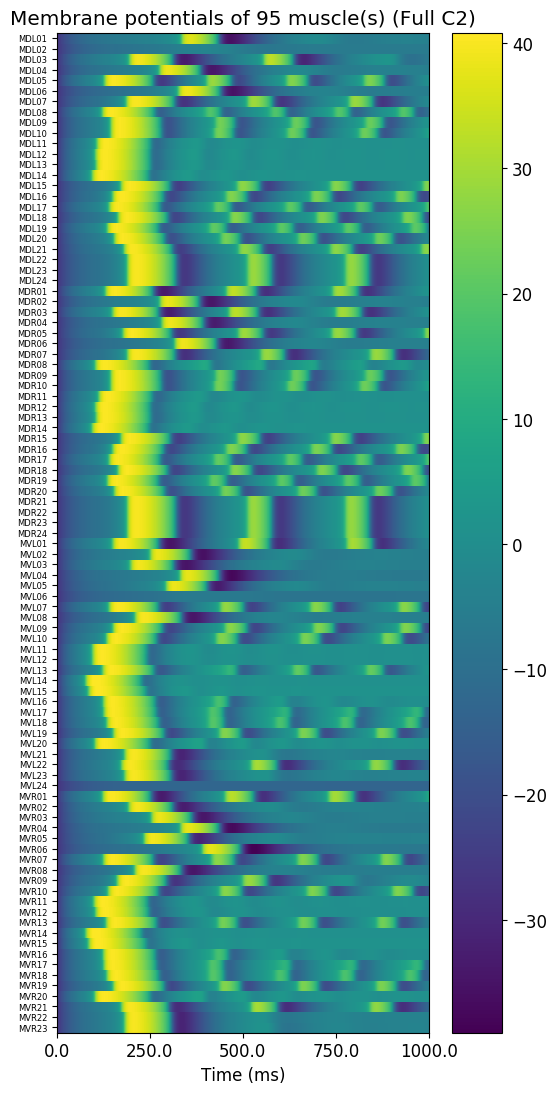 Membrane potentials of 95 muscle(s) (Full C2)
MDL01
MDL02
MDL03
MDL04
MDL05
MDL06
MDL07
MDL08
MDL09
MDL10
MDL11
MDL12
MDL13
MDL14
MDL15
MDL16
MDL17
MDL18
MDL19
MDL20
MDL21
MDL22
MDL23
MDL24
MDR01
MDR02
MDR03
MDR04
MDR05
MDR06
MDR07
MDR08
MDR09
MDR10
MDR11
MDR12
MDR13
MDR14
MDR15
MDR16
MDR17
MDR18
MDR19
MDR20
MDR21
MDR22
MDR23
MDR24
MVL01
MVL02
MVL03
MVL04
MVL05
MVL06
MVL07
MVL08
MVL09
MVL10
MVL11
MVL12
MVL13
MVL14
MVL15
MVL16
MVL17
MVL18
MVL19
MVL20
MVL21
MVL22
MVL23
MVL24
MVR01
MVR02
MVR03
MVR04
MVR05
MVR06
MVR07
MVR08
MVR09
MVR10
MVR11
MVR12
MVR13
MVR14
MVR15
MVR16
MVR17
MVR18
MVR19
MVR20
MVR21
MVR22
MVR23
0.0 250.0 500.0 750.0 1000.0
Time (ms)
40
30
20
10
0
−10
−20
−30